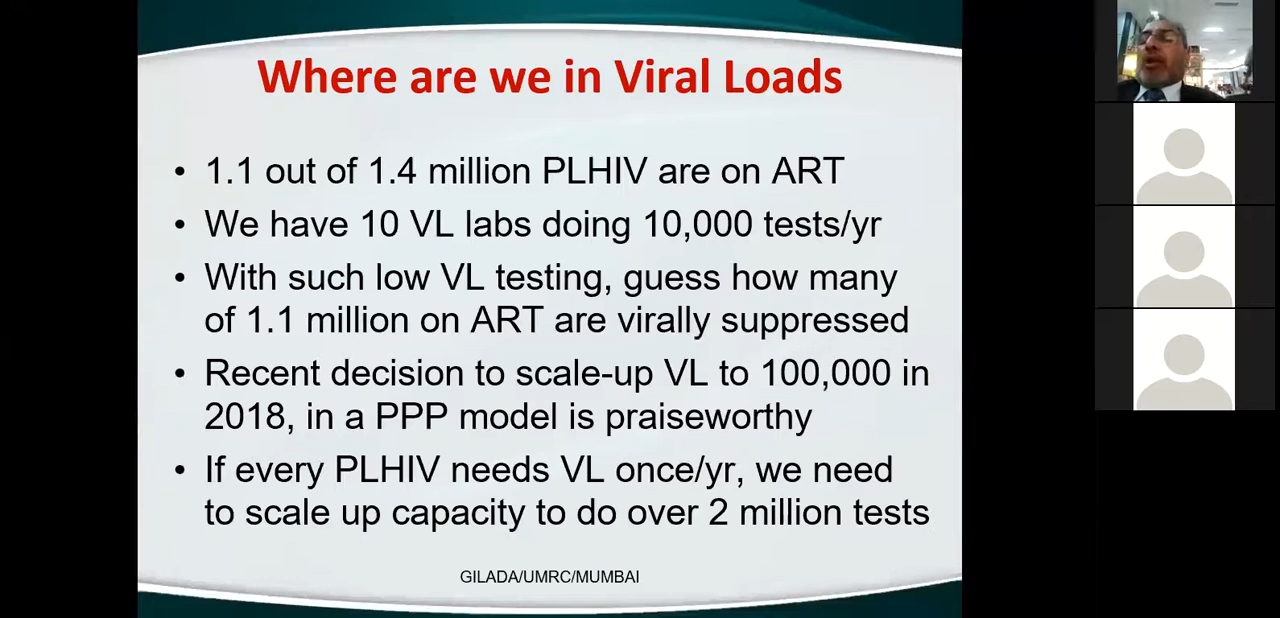 Where are we in Viral Loads
• 1.1 out of 1.4 million PLHIV are on ART
• We have 10 VL labs doing 10,000 tests/yr
• With such low VL testing, guess how many
of 1.1 million on ART are virally suppressed
• Recent decision to scale-up VL to 100,000 in
2018, in a PPP model is praiseworthy
• If every PLHIV needs VL once/yr, we need
to scale up capacity to do over 2 million tests
GILADA/UMRC/MUMBAI